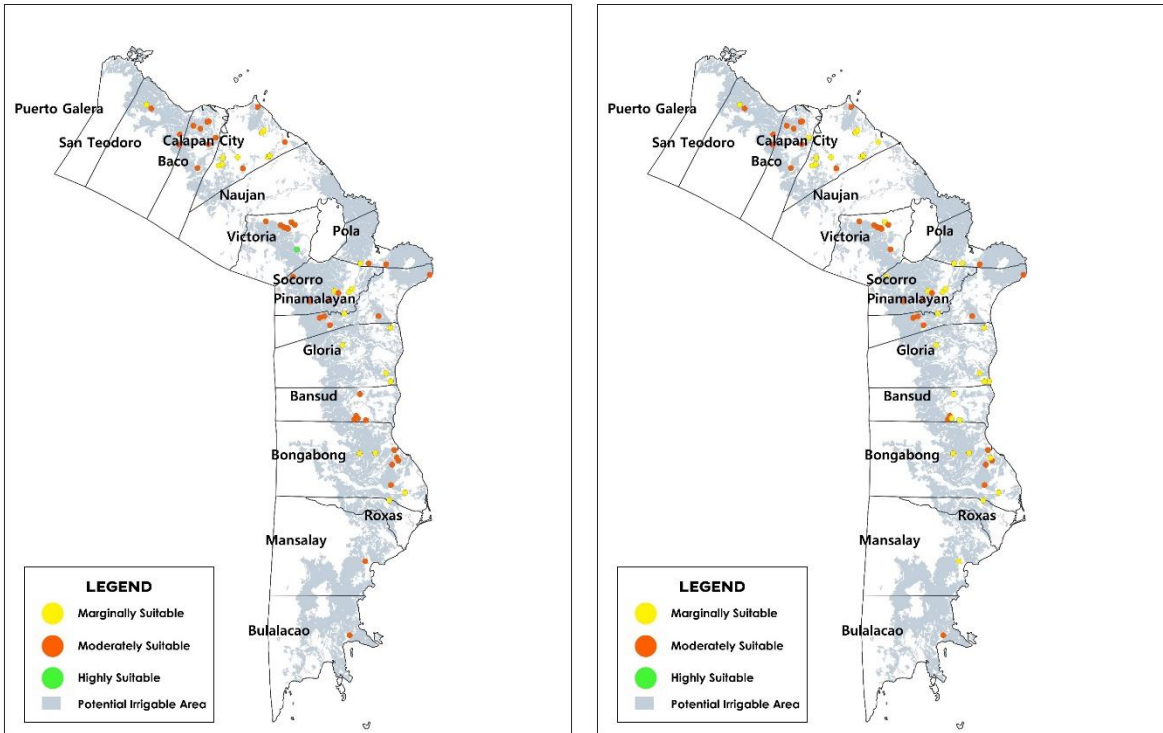 Puerto Galera
San Teodoro
Calapan City
Baco
Naujan
Victoria
Pola
Socorro
Pinamalayan
Gloria
Bansud
Bongabong
Roxas
Mansalay
Bulalacao
LEGEND
Marginally Suitable
Moderately Suitable
Highly Suitable
Potential Irrigable Area
Puerto Galera
San Teodoro
Calapan City
Baco
Naujan
Victoria
Pola
Socorro
Pinamalayan
Gloria
Bansud
Bongabong
Roxas
Mansalay
Bulalacao
LEGEND
Marginally Suitable
Moderately Suitable
Highly Suitable
Potential Irrigable Area